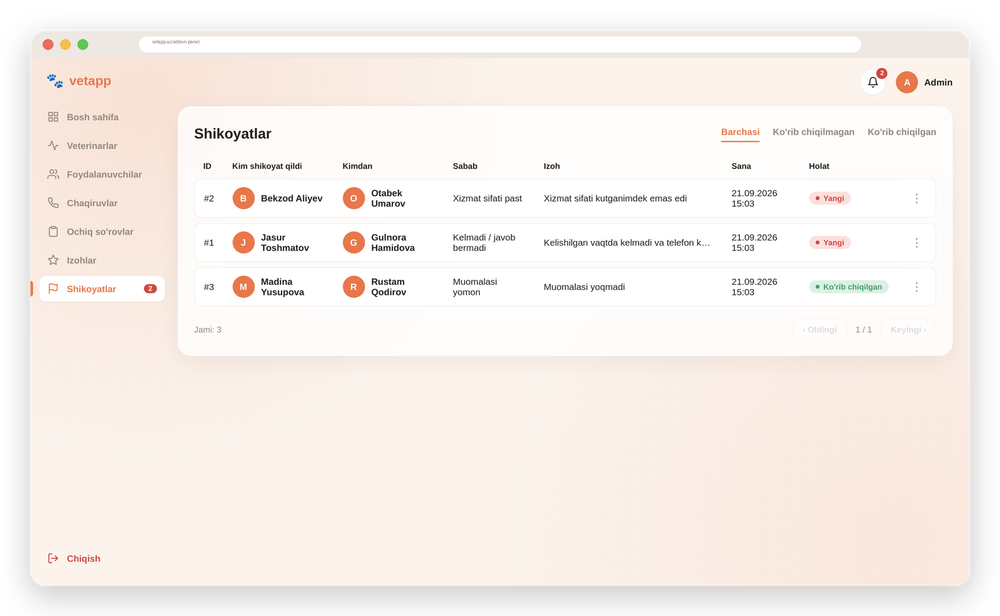 vetapp.uz/admin-panel
vetapp
2
A
Admin
Bosh sahifa
Veterinarlar
Foydalanuvchilar
Chaqiruvlar
Ochiq so'rovlar
Izohlar
Shikoyatlar
2
Chiqish
Shikoyatlar
Barchasi
Ko'rib chiqilmagan
Ko'rib chiqilgan
ID
Kim shikoyat qildi
Kimdan
Sabab
Izoh
Sana
Holat
#2
B
Bekzod Aliyev
O
Otabek
Umarov
Xizmat sifati past
Xizmat sifati kutganimdek emas edi
21.09.2026
15:03
Yangi
#1
J
Jasur
Toshmatov
G
Gulnora
Hamidova
Kelmadi / javob
bermadi
Kelishilgan vaqtda kelmadi va telefon k…
21.09.2026
15:03
Yangi
#3
M
Madina
Yusupova
R
Rustam
Qodirov
Muomalasi
yomon
Muomalasi yoqmadi
21.09.2026
15:03
Ko'rib chiqilgan
Jami: 3
‹ Oldingi
1 / 1
Keyingi ›